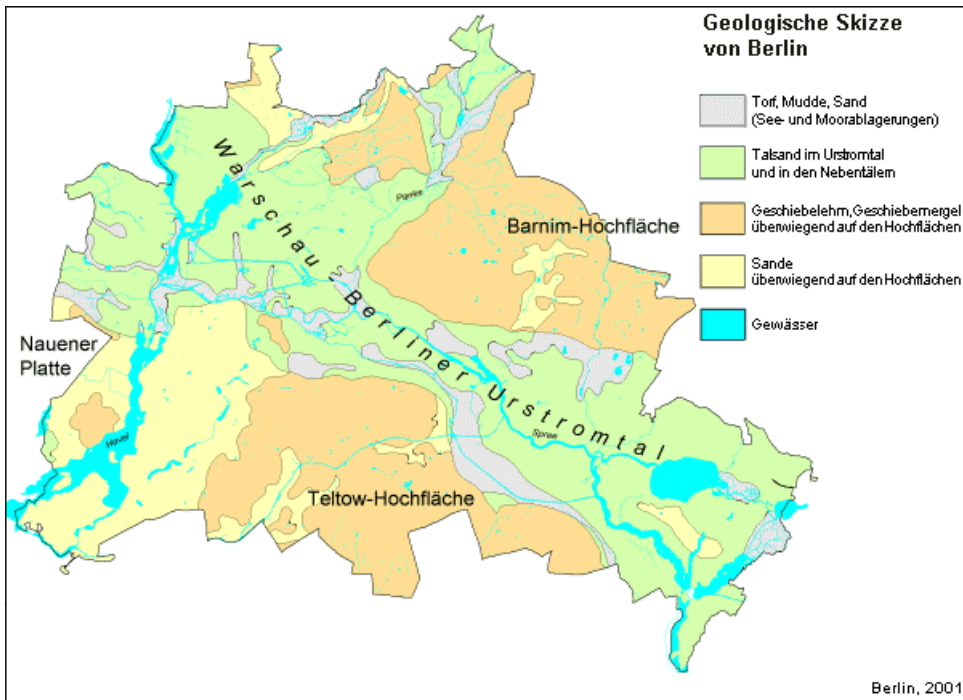 Geologische Skizze
von Berlin
Torf, Mudde, Sand
(See- und Moorablagerungen)
Talsand im Urstromtal
und in den Nebentälern
Geschiebelehm, Geschiebemergel
überwiegend auf den Hochflächen
Sande
überwiegend auf den Hochflächen
Gewässer
Warschau - Berliner Urstromtal
Panke
Barnim-Hochfläche
Nauener
Platte
Havel
Spree
Teltow-Hochfläche
Berlin, 2001